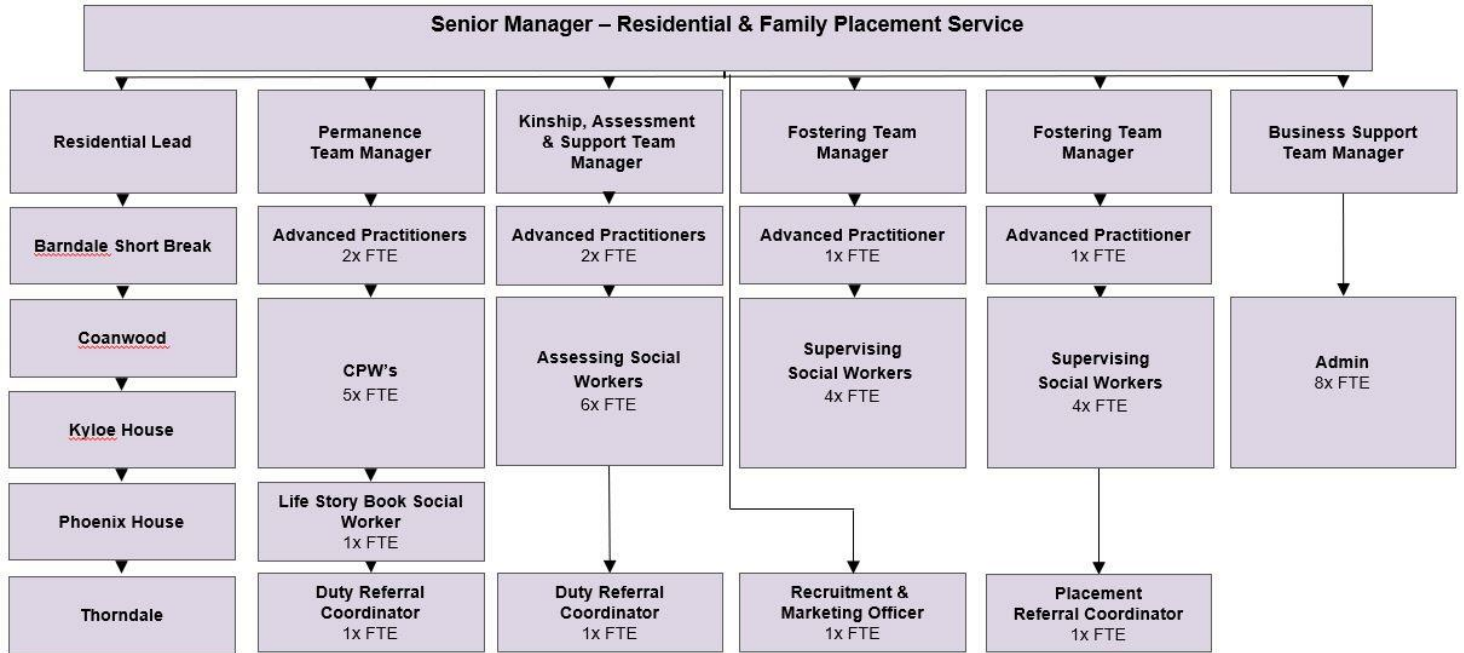 Senior Manager – Residential & Family Placement Service
Residential Lead
Barndale Short Break
Coanwood
Kyloe House
Phoenix House
Thorndale
Permanence
Team Manager
Advanced Practitioners
2x FTE
CPW’s
5x FTE
Life Story Book Social
Worker
1x FTE
Duty Referral
Coordinator
1x FTE
Kinship, Assessment
& Support Team
Manager
Advanced Practitioners
2x FTE
Assessing Social
Workers
6x FTE
Duty Referral
Coordinator
1x FTE
Fostering Team
Manager
Advanced Practitioner
1x FTE
Supervising
Social Workers
4x FTE
Recruitment &
Marketing Officer
1x FTE
Fostering Team
Manager
Advanced Practitioner
1x FTE
Supervising
Social Workers
4x FTE
Placement
Referral Coordinator
1x FTE
Business Support
Team Manager
Admin
8x FTE